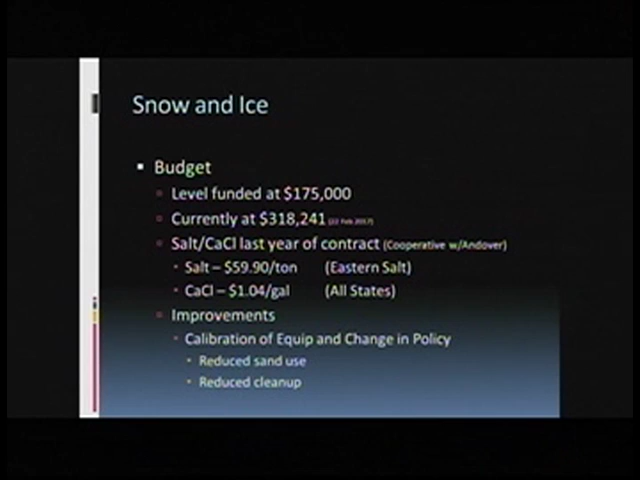 Snow and Ice
Budget
Level funded at $175,000
Currently at $318,241 (22 Feb 2017)
Salt/CaCl last year of contract (Cooperative w/Andover)
Salt – $59.90/ton (Eastern Salt)
CaCl – $1.04/gal (All States)
Improvements
Calibration of Equip and Change in Policy
Reduced sand use
Reduced cleanup